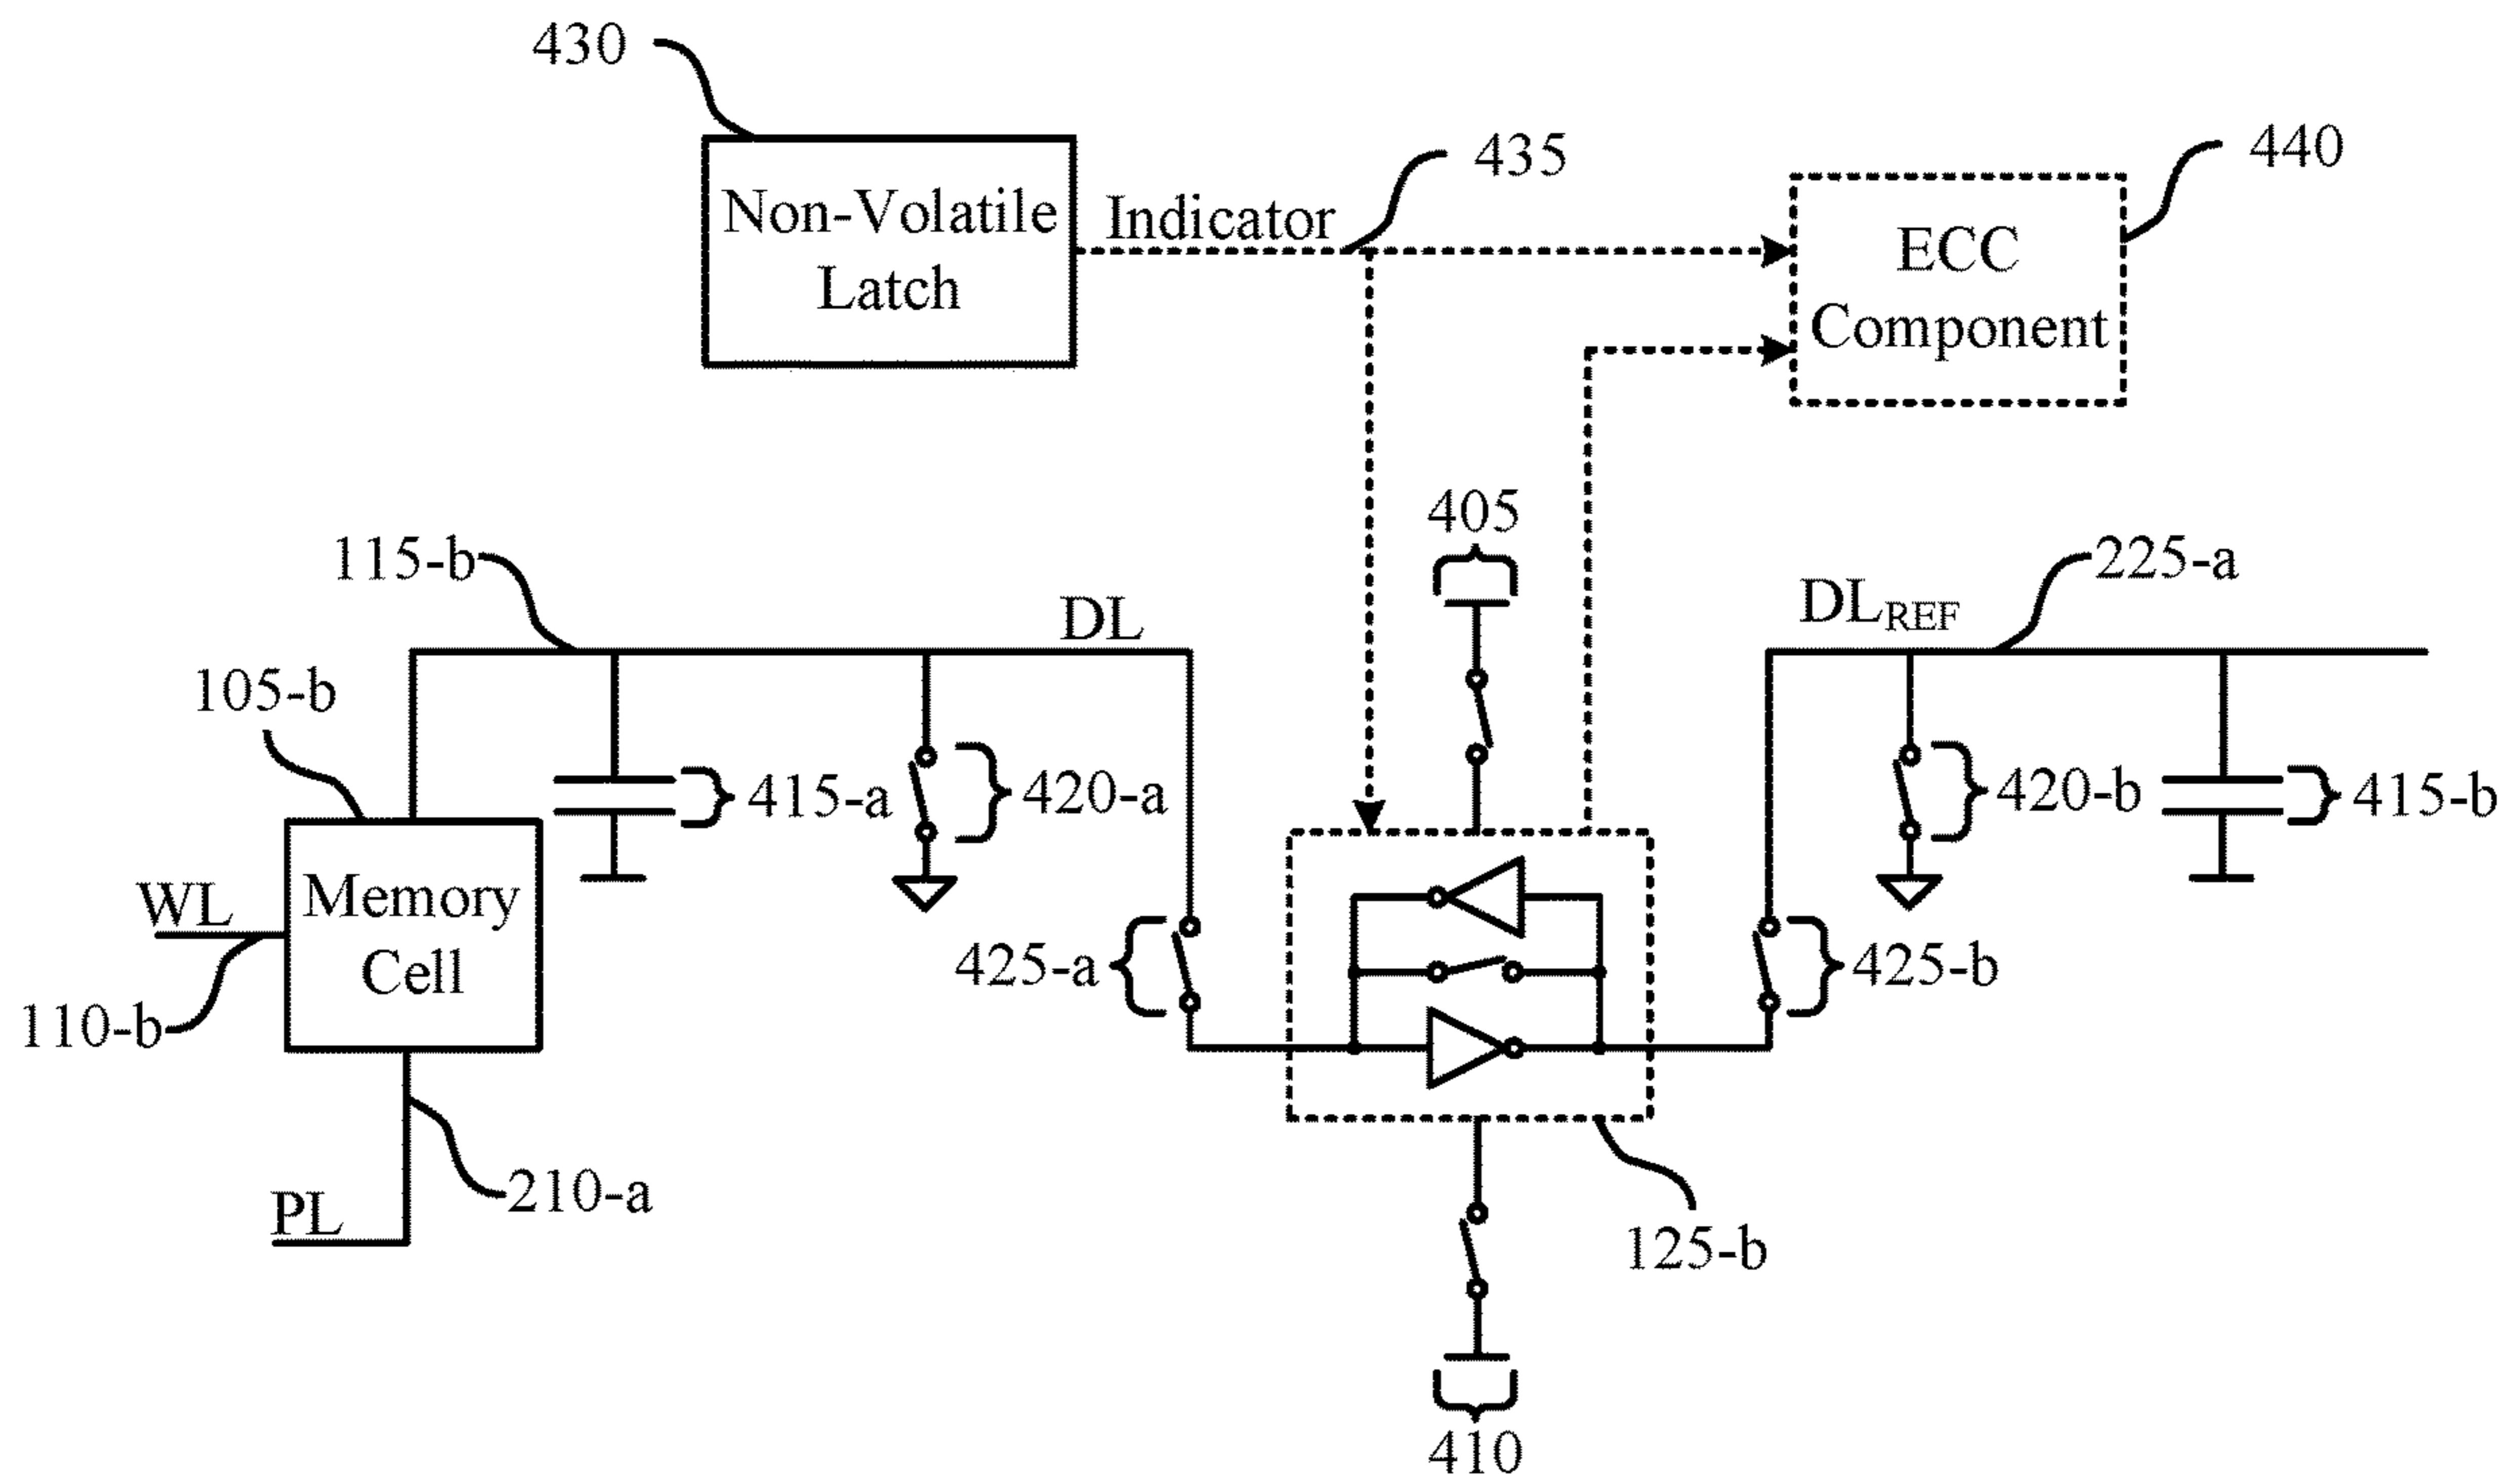 430
435
440
Non-Volatile
Latch
Indicator
ECC
Component
405
115-b
DL
DLREF
225-a
105-b
415-a
420-a
420-b
415-b
WL
Memory
Cell
425-a
425-b
110-b
210-a
PL
125-b
410